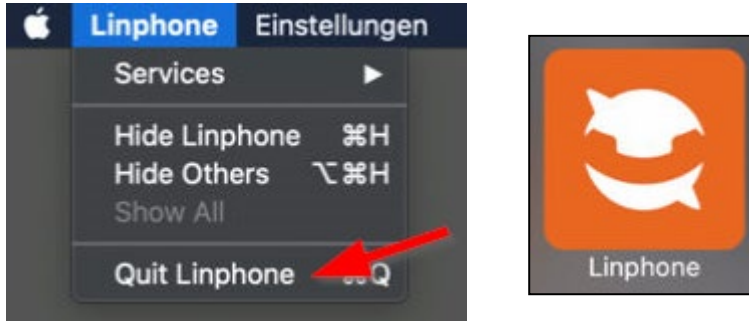 Linphone Einstellungen
Services
Hide Linphone ⌘H
Hide Others ⌥⌘H
Show All
Quit Linphone ⌘Q
Linphone